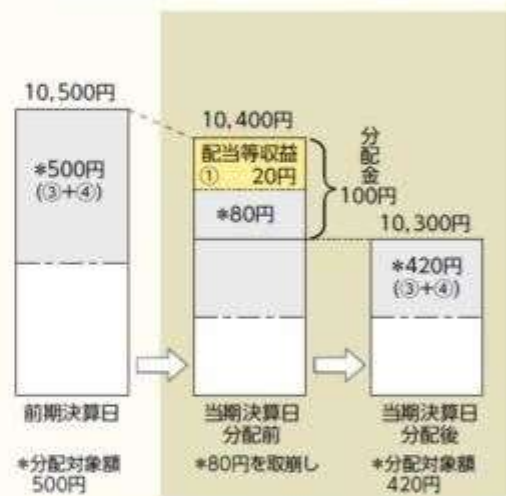 10,500円
*500円
(③+④)
前期決算日
*分配対象額
500円
10,400円
配当等収益
① 20円
*80円
分配金
100円
当期決算日
分配前
*80円を取崩し
10,300円
*420円
(③+④)
当期決算日
分配後
*分配対象額
420円